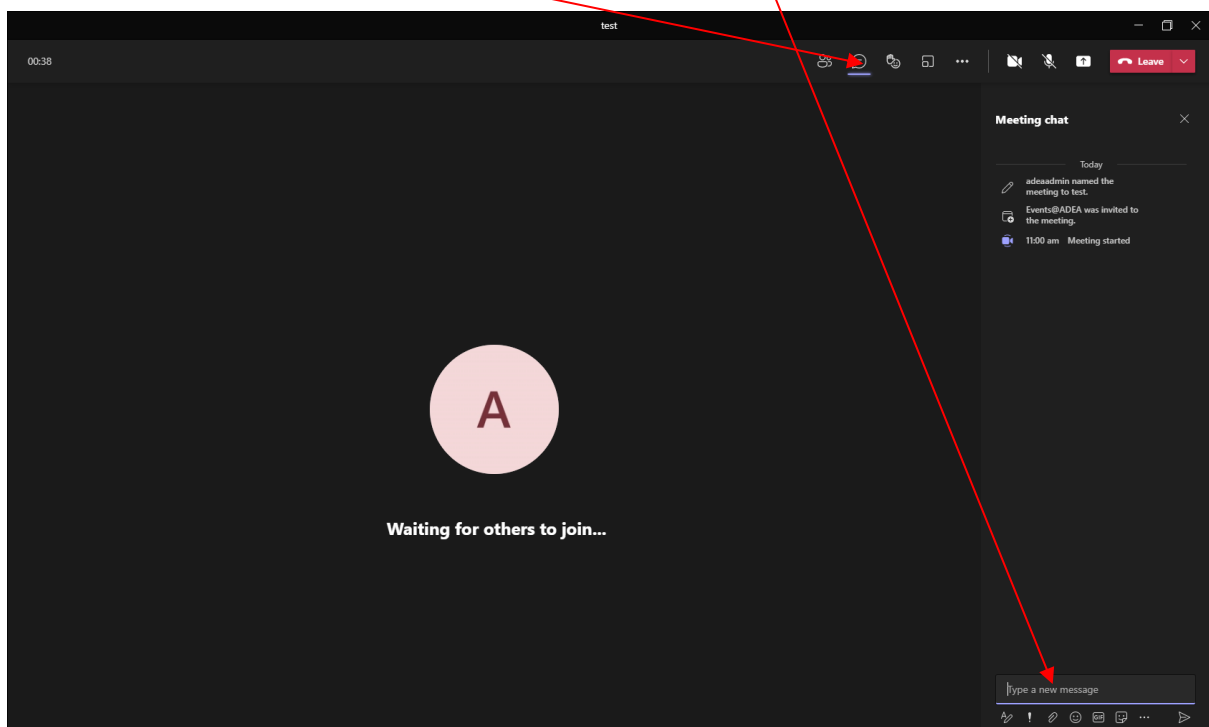 test
00:38
Leave
Meeting chat
Today
adeaadmin named the
meeting to test.
Events@ADEA was invited to
the meeting.
11:00 am Meeting started
A
Waiting for others to join...
Type a new message
GIF